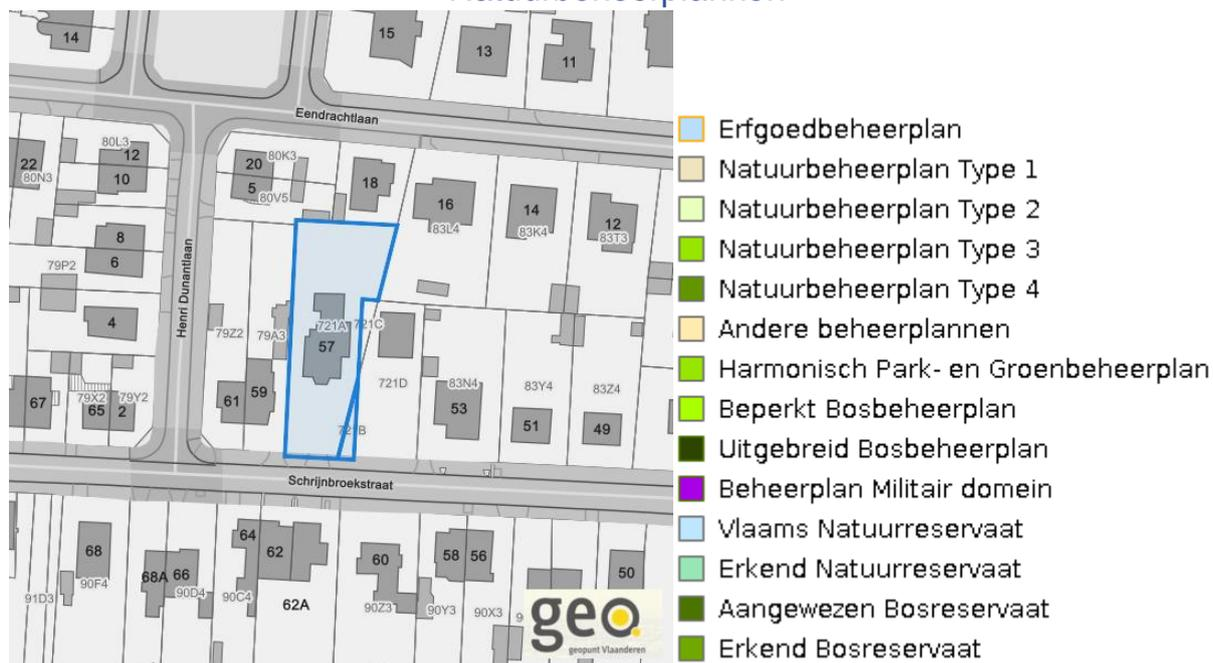 Natuurbeheerplannen
14
15
13
11
Eendrachtlaan
80L3
12
22
80N3
10
20
80K3
5
80V5
18
16
83L4
14
83K4
12
83T3
8
6
79P2
Henri Dunantlaan
4
79Z2
79A3
721A
721C
57
721D
67
79X2
65
79Y2
2
61
59
83N4
53
83Y4
51
83Z4
49
Schrijnbroekstraat
68
90F4
91D3
68A
66
90D4
64
62
90C4
62A
60
90Z3
90Y3
58
56
90X3
50
geo
geopunt Vlaanderen
Erfgoedbeheerplan
Natuurbeheerplan Type 1
Natuurbeheerplan Type 2
Natuurbeheerplan Type 3
Natuurbeheerplan Type 4
Andere beheerplannen
Harmonisch Park- en Groenbeheerplan
Beperkt Bosbeheerplan
Uitgebreid Bosbeheerplan
Beheerplan Militair domein
Vlaams Natuurreservaat
Erkend Natuurreservaat
Aangewezen Bosreservaat
Erkend Bosreservaat